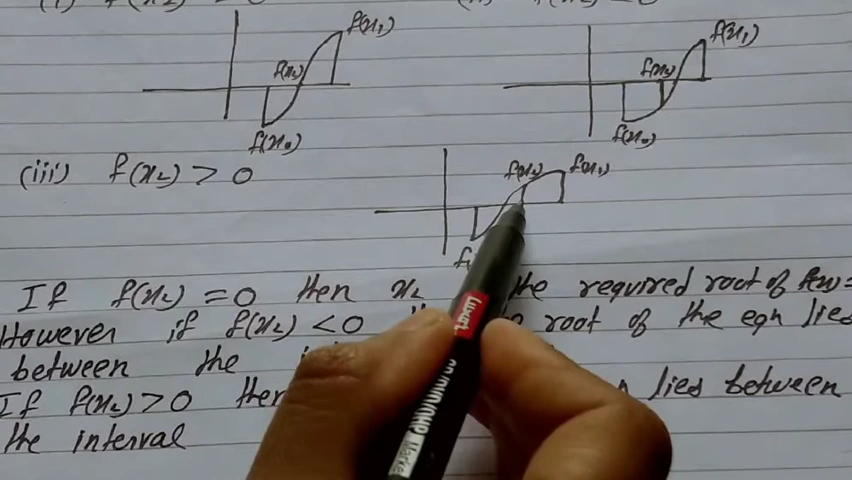 f(x₁)
f(x₁)
f(x₂)
f(x₂)
f(x₀)
f(x₀)
(iii) f(x₂) > 0
f(x₂)
f(x₁)
If f(x₂) = 0 then x₂ the required root of f(x)=
However if f(x₂) < 0 root of the eqn lies
between the
If f(x₂) > 0 lies between
the interval
Luxor